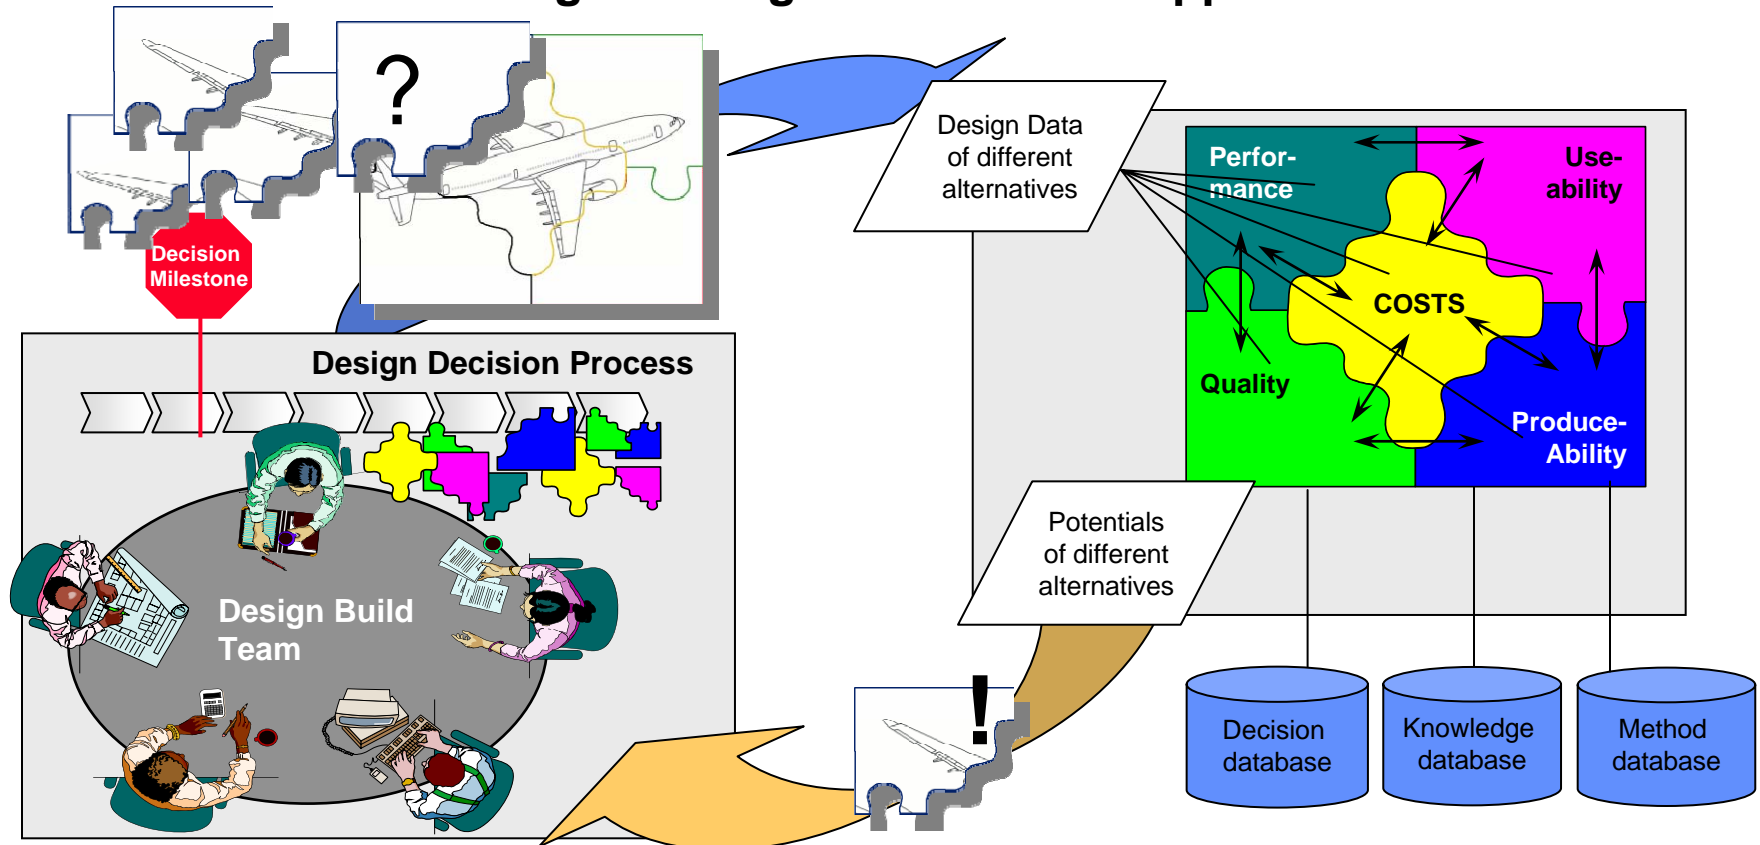 ?
Decision
Milestone
Design Decision Process
Design Build
Team
Design Data
of different
alternatives
Perfor-
mance
Use-
ability
COSTS
Quality
Produce-
Ability
Potentials
of different
alternatives
!
Decision
database
Knowledge
database
Method
database